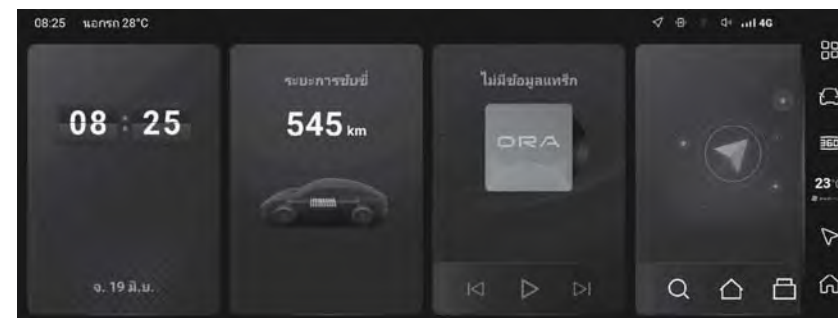 08:25 นอกรถ 28°C
4G
08 : 25
จ. 19 มิ.ย.
ระยะการขับขี่
545 km
ไม่มีข้อมูลแทร็ก
ORA
360
23